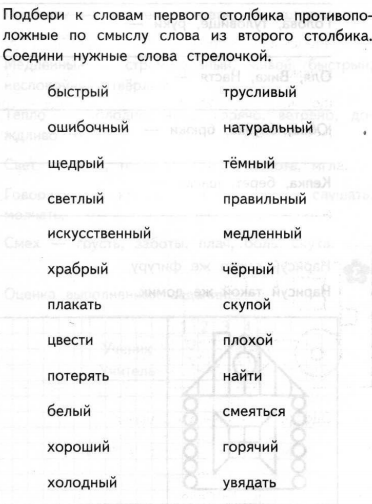 Подбери к словам первого столбика противопо-
ложные по смыслу слова из второго столбика.
Соедини нужные слова стрелочкой.
быстрый трусливый
ошибочный натуральный
щедрый тёмный
светлый правильный
искусственный медленный
храбрый чёрный
плакать скупой
цвести плохой
потерять найти
белый смеяться
хороший горячий
холодный увядать